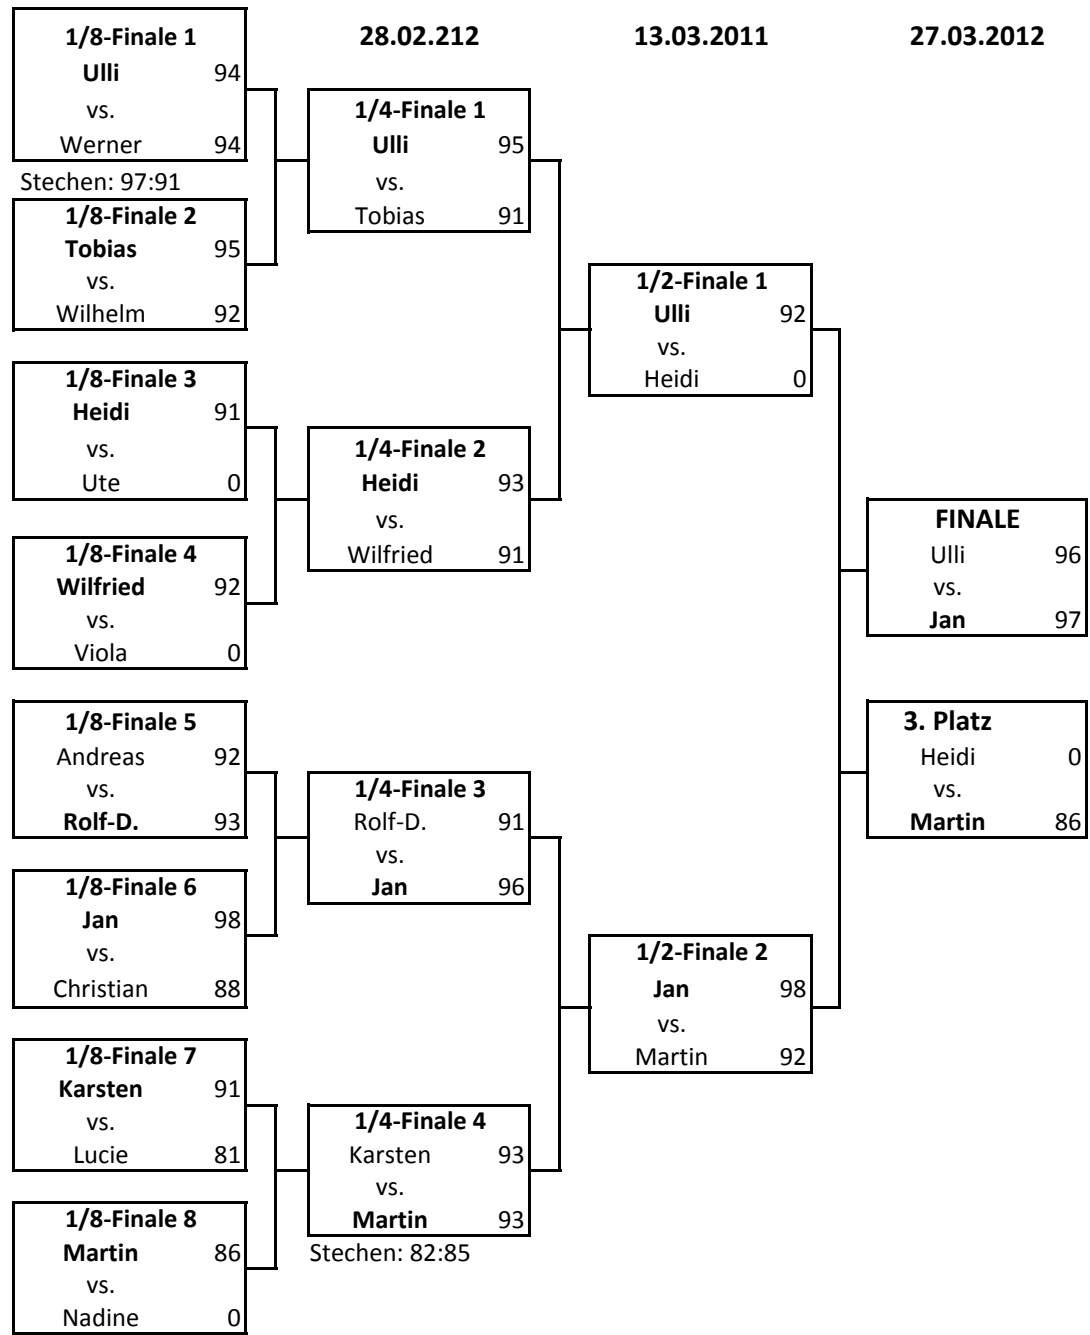 1/8-Finale 1
Ulli 94
vs.
Werner 94
Stechen: 97:91
1/8-Finale 2
Tobias 95
vs.
Wilhelm 92
1/8-Finale 3
Heidi 91
vs.
Ute 0
1/8-Finale 4
Wilfried 92
vs.
Viola 0
1/8-Finale 5
Andreas 92
vs.
Rolf-D. 93
1/8-Finale 6
Jan 98
vs.
Christian 88
1/8-Finale 7
Karsten 91
vs.
Lucie 81
1/8-Finale 8
Martin 86
vs.
Nadine 0
28.02.212
1/4-Finale 1
Ulli 95
vs.
Tobias 91
1/4-Finale 2
Heidi 93
vs.
Wilfried 91
1/4-Finale 3
Rolf-D. 91
vs.
Jan 96
1/4-Finale 4
Karsten 93
vs.
Martin 93
Stechen: 82:85
13.03.2011
1/2-Finale 1
Ulli 92
vs.
Heidi 0
1/2-Finale 2
Jan 98
vs.
Martin 92
27.03.2012
FINALE
Ulli 96
vs.
Jan 97
3. Platz
Heidi 0
vs.
Martin 86